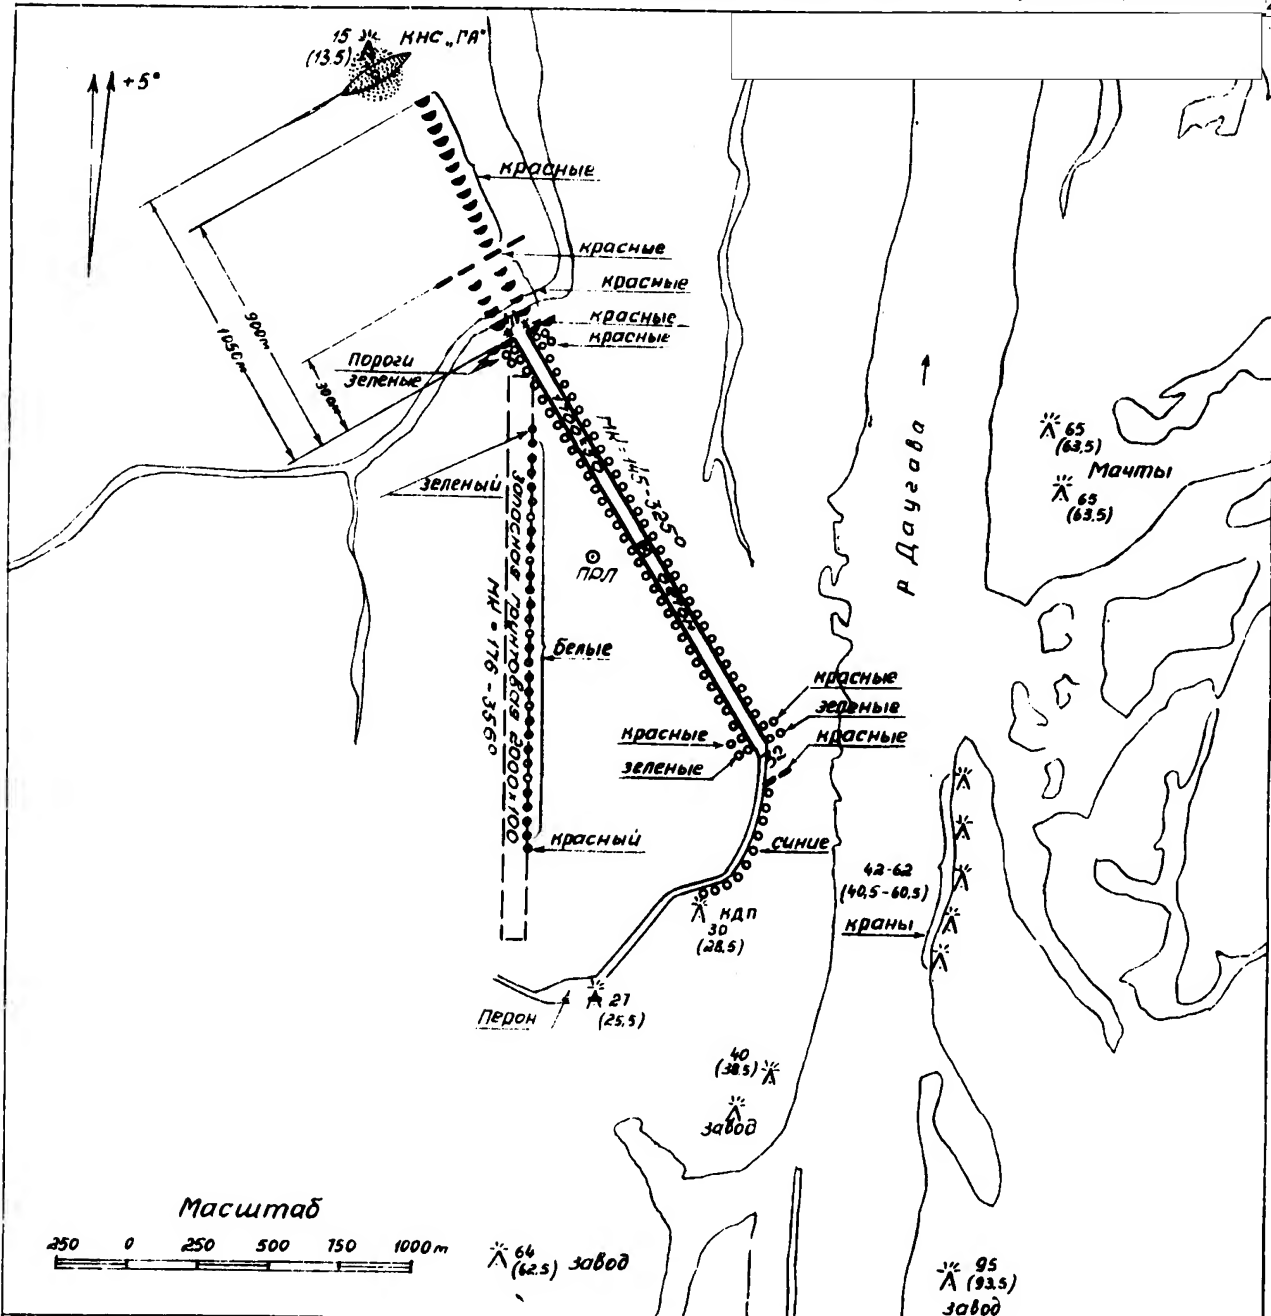 15
(13.5)
КНС „ГА"
+5°
красные
красные
красные
красные
красные
900м
1050м
Пороги
зеленые
МК = 145-325°
зеленый
Запасная грунтовая 2000×100
МК = 176-356°
ПРЛ
Белые
р Даугава
65
(63,5)
Мачты
65
(63,5)
красные
зеленые
красные
красные
зеленые
красный
синие
42-62
(40,5-60,5)
краны
КДП
30
(28,5)
Перон
27
(25,5)
40
(38.5)
завод
Масштаб
250 0 250 500 750 1000м
64
(62.5) завод
95
(93.5)
завод